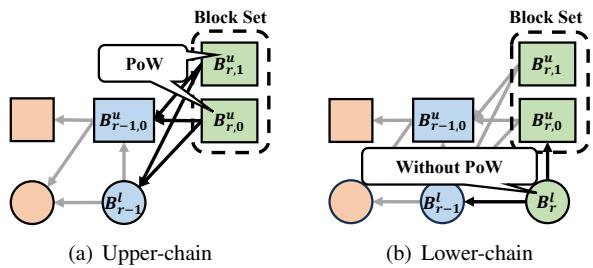 Block Set
PoW
B^u_{r,1}
B^u_{r-1,0}
B^u_{r,0}
B^l_{r-1}
(a) Upper-chain
Block Set
B^u_{r,1}
B^u_{r-1,0}
B^u_{r,0}
Without PoW
B^l_{r-1}
B^l_r
(b) Lower-chain